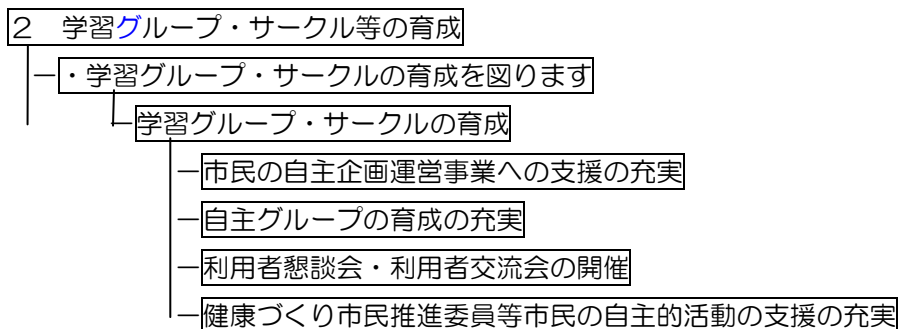 ２　学習グループ・サークル等の育成
・学習グループ・サークルの育成を図ります
学習グループ・サークルの育成
市民の自主企画運営事業への支援の充実
自主グループの育成の充実
利用者懇談会・利用者交流会の開催
健康づくり市民推進委員等市民の自主的活動の支援の充実